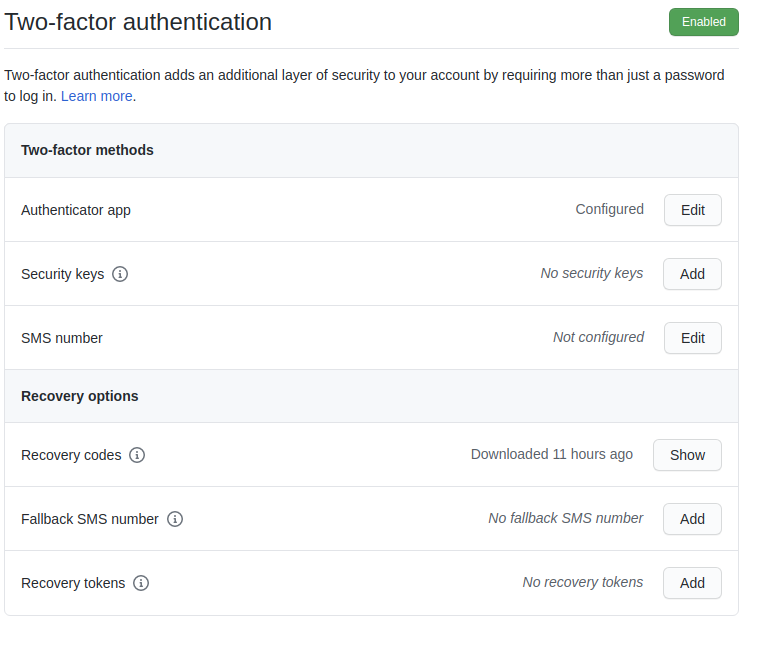 Two-factor authentication
Enabled
Two-factor authentication adds an additional layer of security to your account by requiring more than just a password
to log in. Learn more.
Two-factor methods
Authenticator app Configured Edit
Security keys No security keys Add
SMS number Not configured Edit
Recovery options
Recovery codes Downloaded 11 hours ago Show
Fallback SMS number No fallback SMS number Add
Recovery tokens No recovery tokens Add